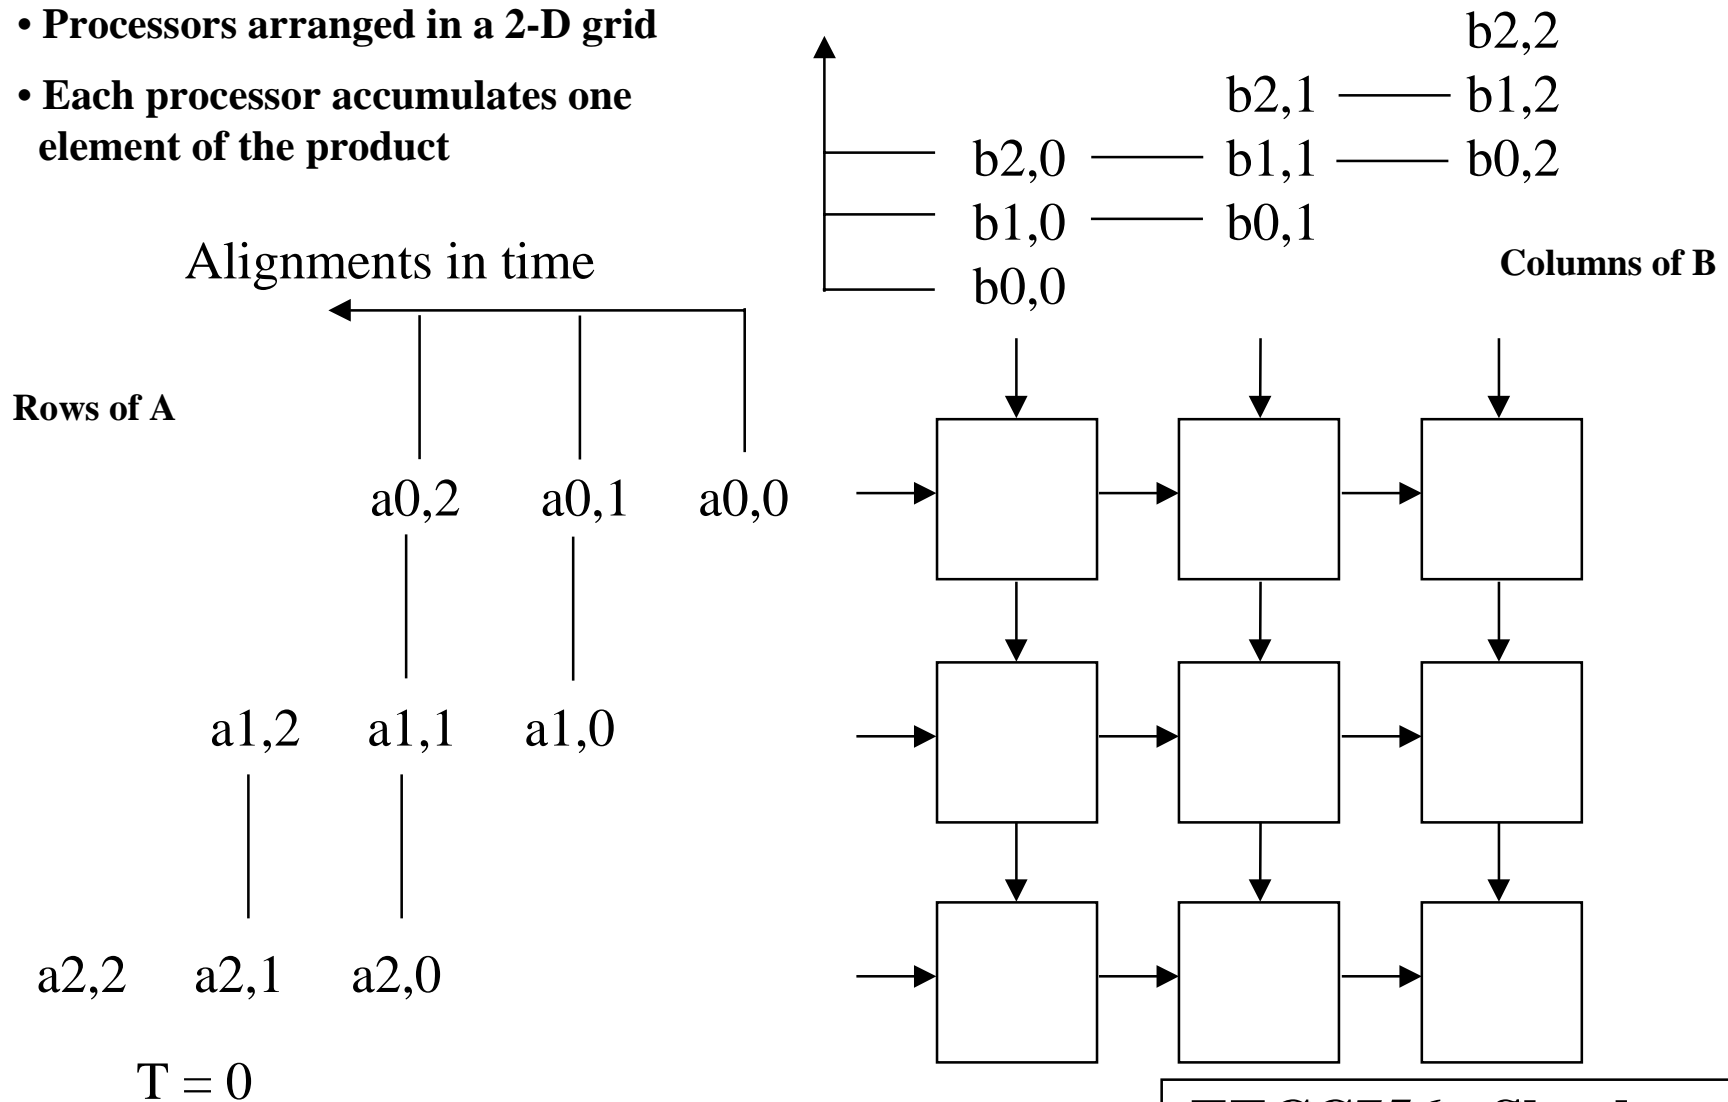 • Processors arranged in a 2-D grid
• Each processor accumulates one
element of the product
b2,2
b2,1 b1,2
b2,0 b1,1 b0,2
b1,0 b0,1
b0,0
Alignments in time
Columns of B
Rows of A
a0,2 a0,1 a0,0
a1,2 a1,1 a1,0
a2,2 a2,1 a2,0
T = 0